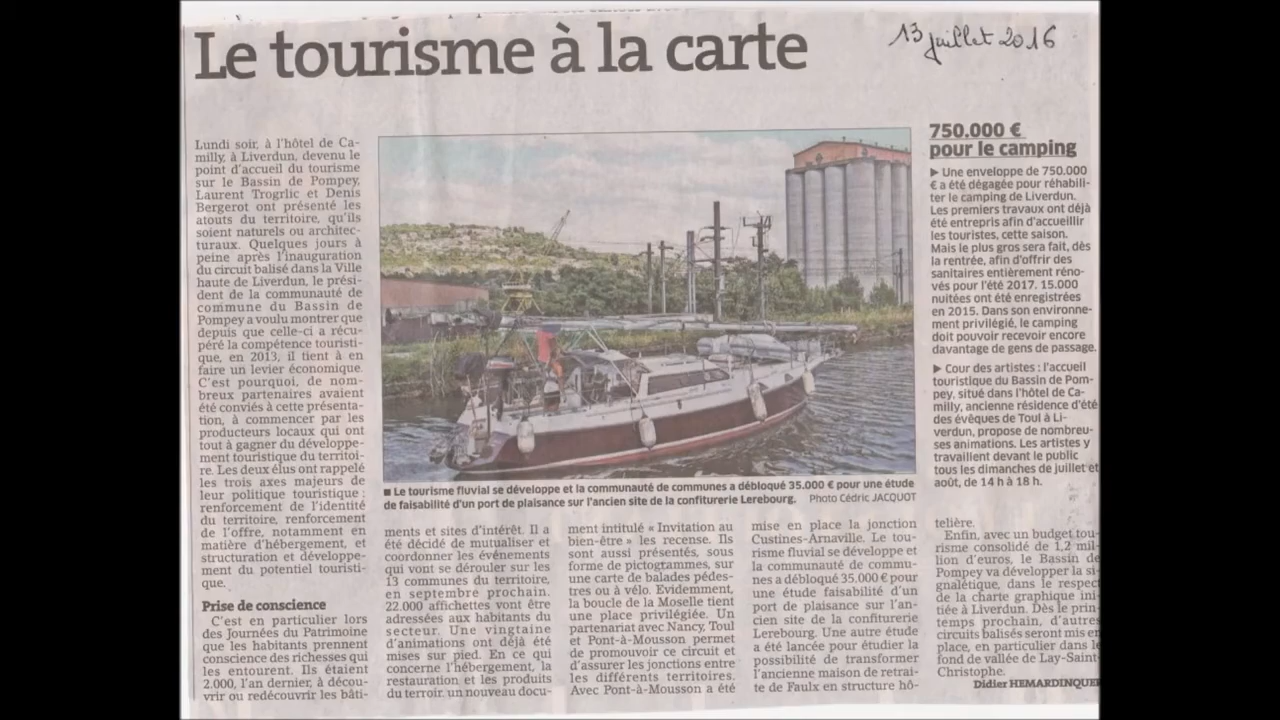 Le tourisme à la carte
13 juillet 2016
Lundi soir, à l'hôtel de Ca-
milly, à Liverdun, devenu le
point d'accueil du tourisme
sur le Bassin de Pompey,
Laurent Trogrlic et Denis
Bergerot ont présenté les
atouts du territoire, qu'ils
soient naturels ou architec-
turaux. Quelques jours à
peine après l'inauguration
du circuit balisé dans la Ville
haute de Liverdun, le prési-
dent de la communauté de
commune du Bassin de
Pompey a voulu montrer que
depuis que celle-ci a récu-
péré la compétence touristi-
que, en 2013, il tient à en
faire un levier économique.
C'est pourquoi, de nom-
breux partenaires avaient
été conviés à cette présenta-
tion, à commencer par les
producteurs locaux qui ont
tout à gagner du développe-
ment touristique du territoi-
re. Les deux élus ont rappelé
les trois axes majeurs de
leur politique touristique :
renforcement de l'identité
du territoire, renforcement
de l'offre, notamment en
matière d'hébergement, et
structuration et développe-
ment du potentiel touristi-
que.
Prise de conscience
C'est en particulier lors
des Journées du Patrimoine
que les habitants prennent
conscience des richesses qui
les entourent. Ils étaient
2.000, l'an dernier, à décou-
vrir ou redécouvrir les bâti-
■ Le tourisme fluvial se développe et la communauté de communes a débloqué 35.000 € pour une étude
de faisabilité d'un port de plaisance sur l'ancien site de la confiturerie Lerebourg. Photo Cédric JACQUOT
ments et sites d'intérêt. Il a
été décidé de mutualiser et
coordonner les événements
qui vont se dérouler sur les
13 communes du territoire,
en septembre prochain.
22.000 affichettes vont être
adressées aux habitants du
secteur. Une vingtaine
d'animations ont déjà été
mises sur pied. En ce qui
concerne l'hébergement, la
restauration et les produits
du terroir, un nouveau docu-
ment intitulé « Invitation au
bien-être » les recense. Ils
sont aussi présentés, sous
forme de pictogrammes, sur
une carte de balades pédes-
tres ou à vélo. Evidemment,
la boucle de la Moselle tient
une place privilégiée. Un
partenariat avec Nancy, Toul
et Pont-à-Mousson permet
de promouvoir ce circuit et
d'assurer les jonctions entre
les différents territoires.
Avec Pont-à-Mousson a été
mise en place la jonction
Custines-Arnaville. Le tou-
risme fluvial se développe et
la communauté de commu-
nes a débloqué 35.000 € pour
une étude de faisabilité d'un
port de plaisance sur l'an-
cien site de la confiturerie
Lerebourg. Une autre étude
a été lancée pour étudier la
possibilité de transformer
l'ancienne maison de retrai-
te de Faulx en structure hô-
telière.
Enfin, avec un budget tou-
risme consolidé de 1,2 mil-
lion d'euros, le Bassin de
Pompey va développer la si-
gnalétique, dans le respect
de la charte graphique ini-
tiée à Liverdun. Dès le prin-
temps prochain, d'autres
circuits balisés seront mis en
place, en particulier dans le
fond de vallée de Lay-Saint-
Christophe.
Didier HEMARDINQUER
750.000 €
pour le camping
▶ Une enveloppe de 750.000
€ a été dégagée pour réhabili-
ter le camping de Liverdun.
Les premiers travaux ont déjà
été entrepris afin d'accueillir
les touristes, cette saison.
Mais le plus gros sera fait, dès
la rentrée, afin d'offrir des
sanitaires entièrement réno-
vés pour l'été 2017. 15.000
nuitées ont été enregistrées
en 2015. Dans son environne-
ment privilégié, le camping
doit pouvoir recevoir encore
davantage de gens de passage.
▶ Cour des artistes : l'accueil
touristique du Bassin de Pom-
pey, situé dans l'hôtel de Ca-
milly, ancienne résidence d'été
des évêques de Toul à Li-
verdun, propose de nombreu-
ses animations. Les artistes y
travaillent devant le public
tous les dimanches de juillet et
août, de 14 h à 18 h.